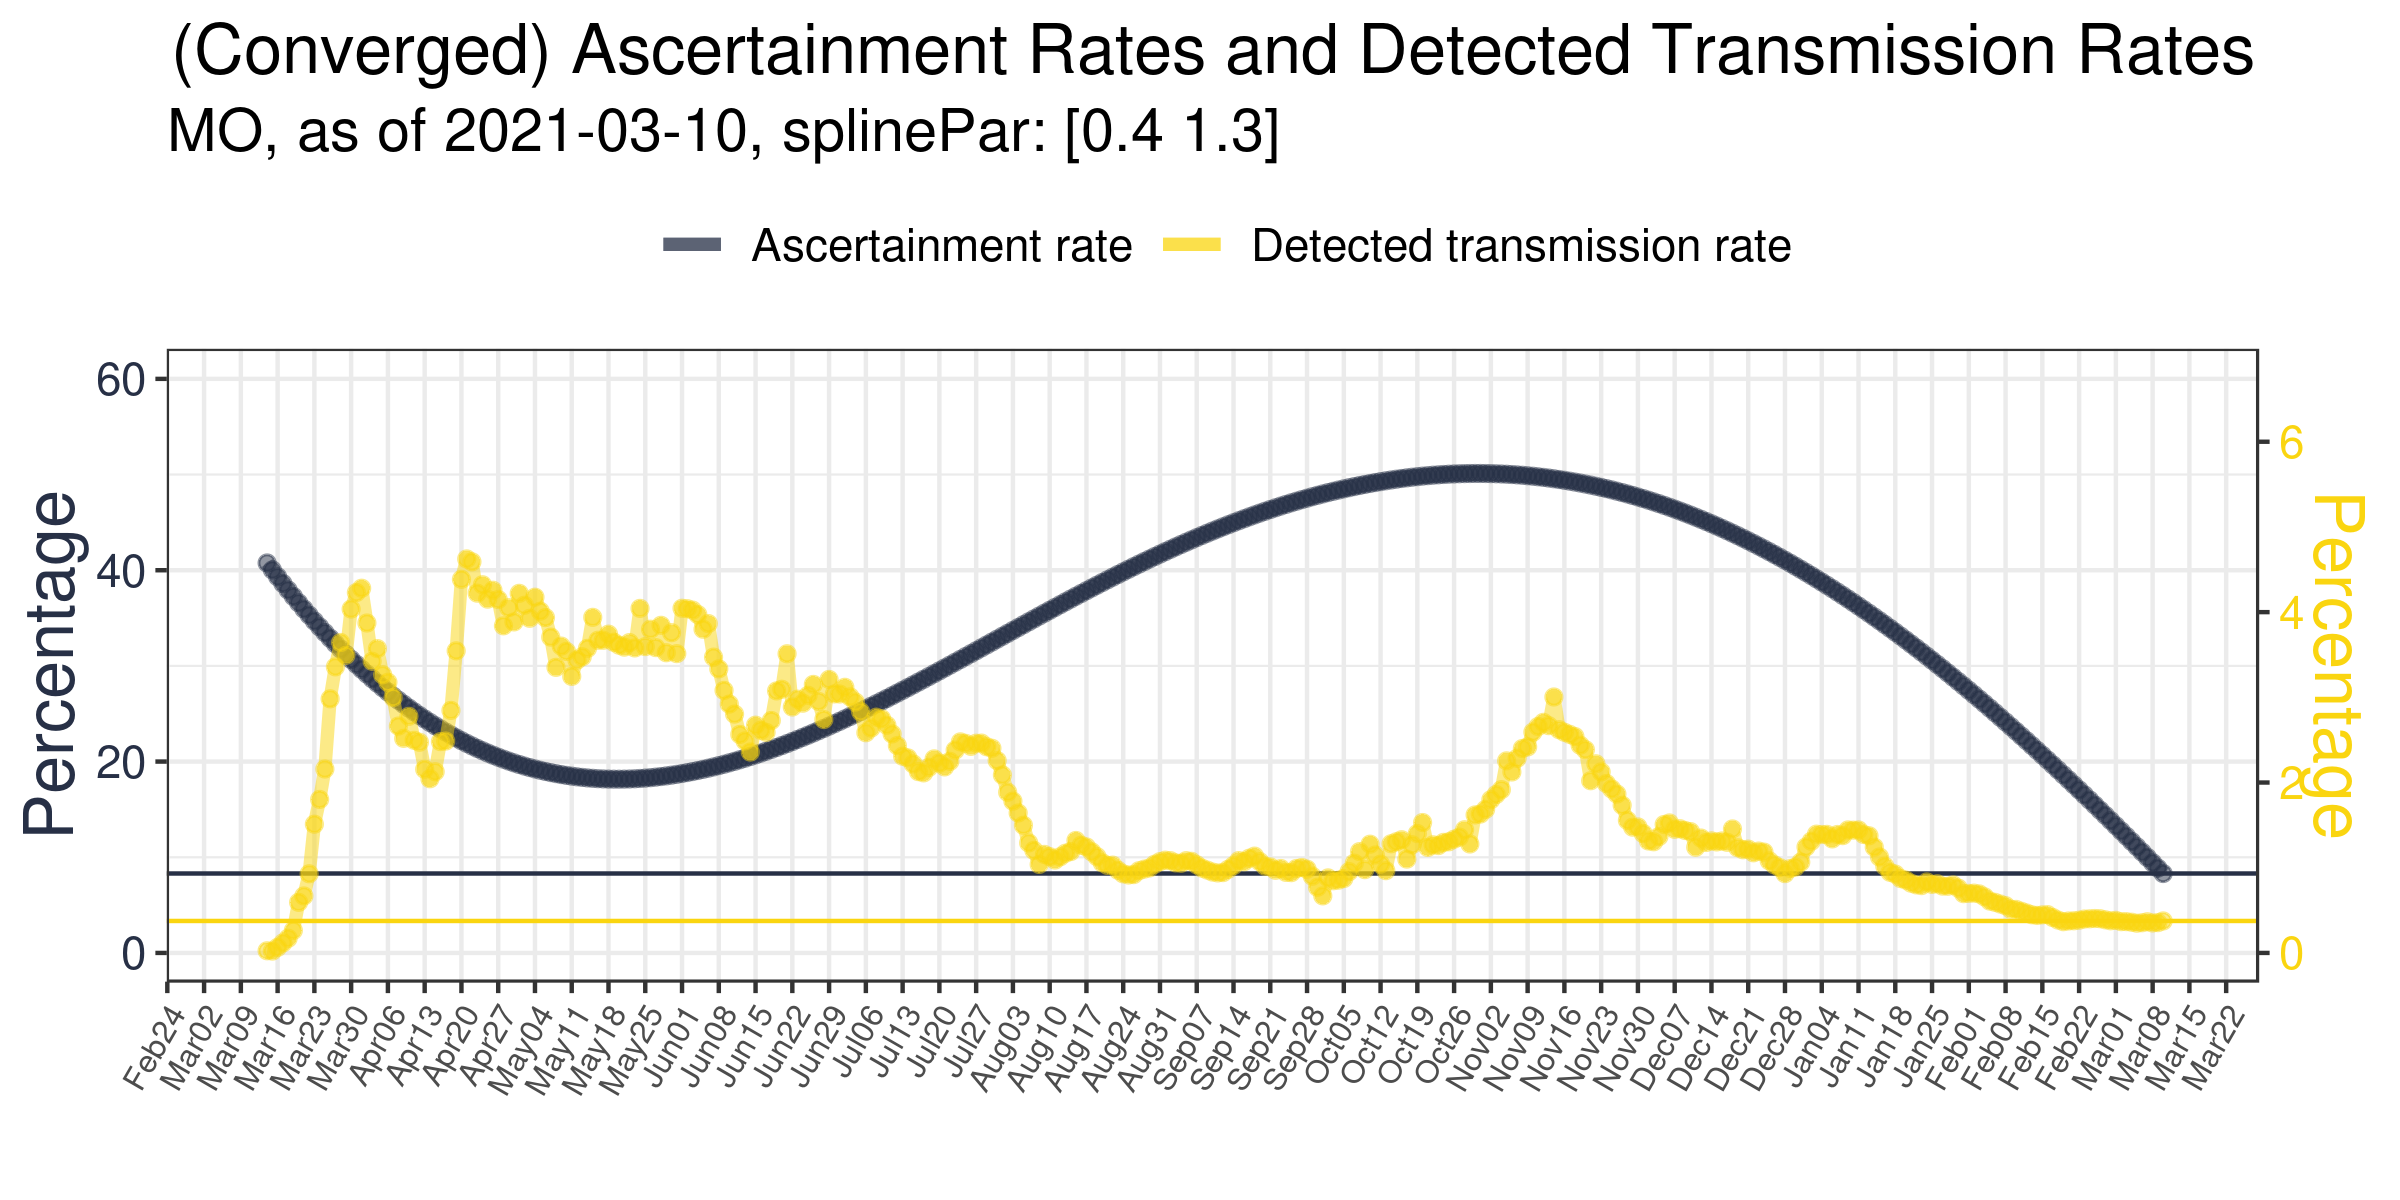 (Converged) Ascertainment Rates and Detected Transmission Rates
MO, as of 2021-03-10, splinePar: [0.4 1.3]
Ascertainment rate
Detected transmission rate
Percentage
60
40
20
0
6
4
2
0
Percentage
Feb24
Mar02
Mar09
Mar16
Mar23
Mar30
Apr06
Apr13
Apr20
Apr27
May04
May11
May18
May25
Jun01
Jun08
Jun15
Jun22
Jun29
Jul06
Jul13
Jul20
Jul27
Aug03
Aug10
Aug17
Aug24
Aug31
Sep07
Sep14
Sep21
Sep28
Oct05
Oct12
Oct19
Oct26
Nov02
Nov09
Nov16
Nov23
Nov30
Dec07
Dec14
Dec21
Dec28
Jan04
Jan11
Jan18
Jan25
Feb01
Feb08
Feb15
Feb22
Mar01
Mar08
Mar15
Mar22